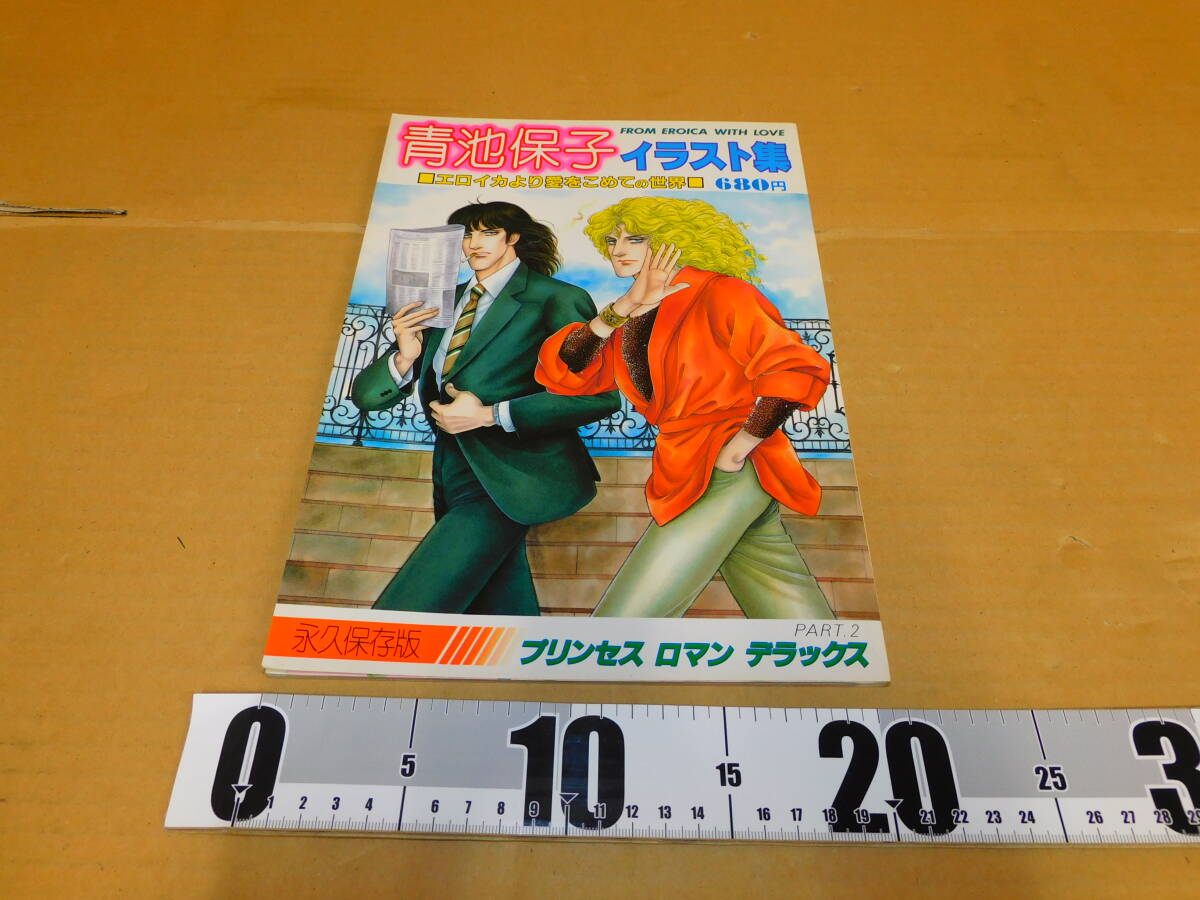 青池保子
FROM EROICA WITH LOVE
イラスト集
■エロイカより愛をこめての世界■
680円
永久保存版
PART.2
プリンセス ロマン デラックス
0 5 10 15 20 25 3
1 2 3 4 6 7 8 9 11 12 13 14 16 17 18 19 21 22 23 24 26 27 28 29